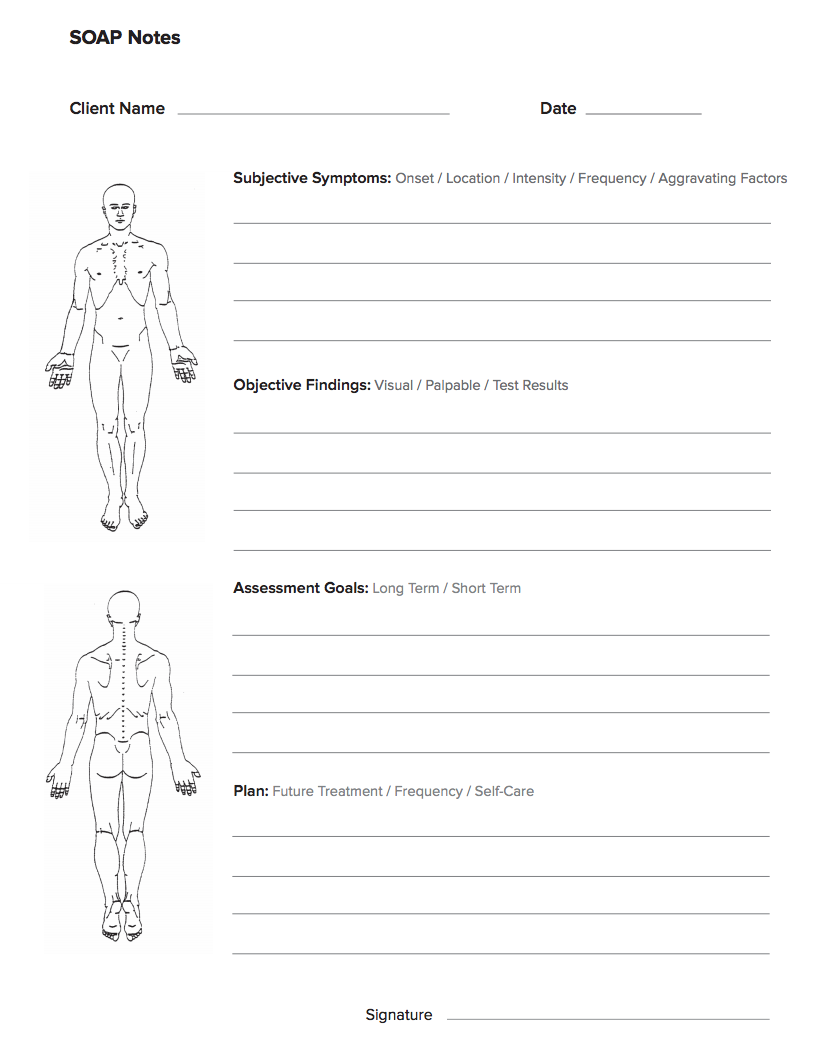 SOAP Notes
Client Name Date
Subjective Symptoms: Onset / Location / Intensity / Frequency / Aggravating Factors
Objective Findings: Visual / Palpable / Test Results
Assessment Goals: Long Term / Short Term
Plan: Future Treatment / Frequency / Self-Care
Signature